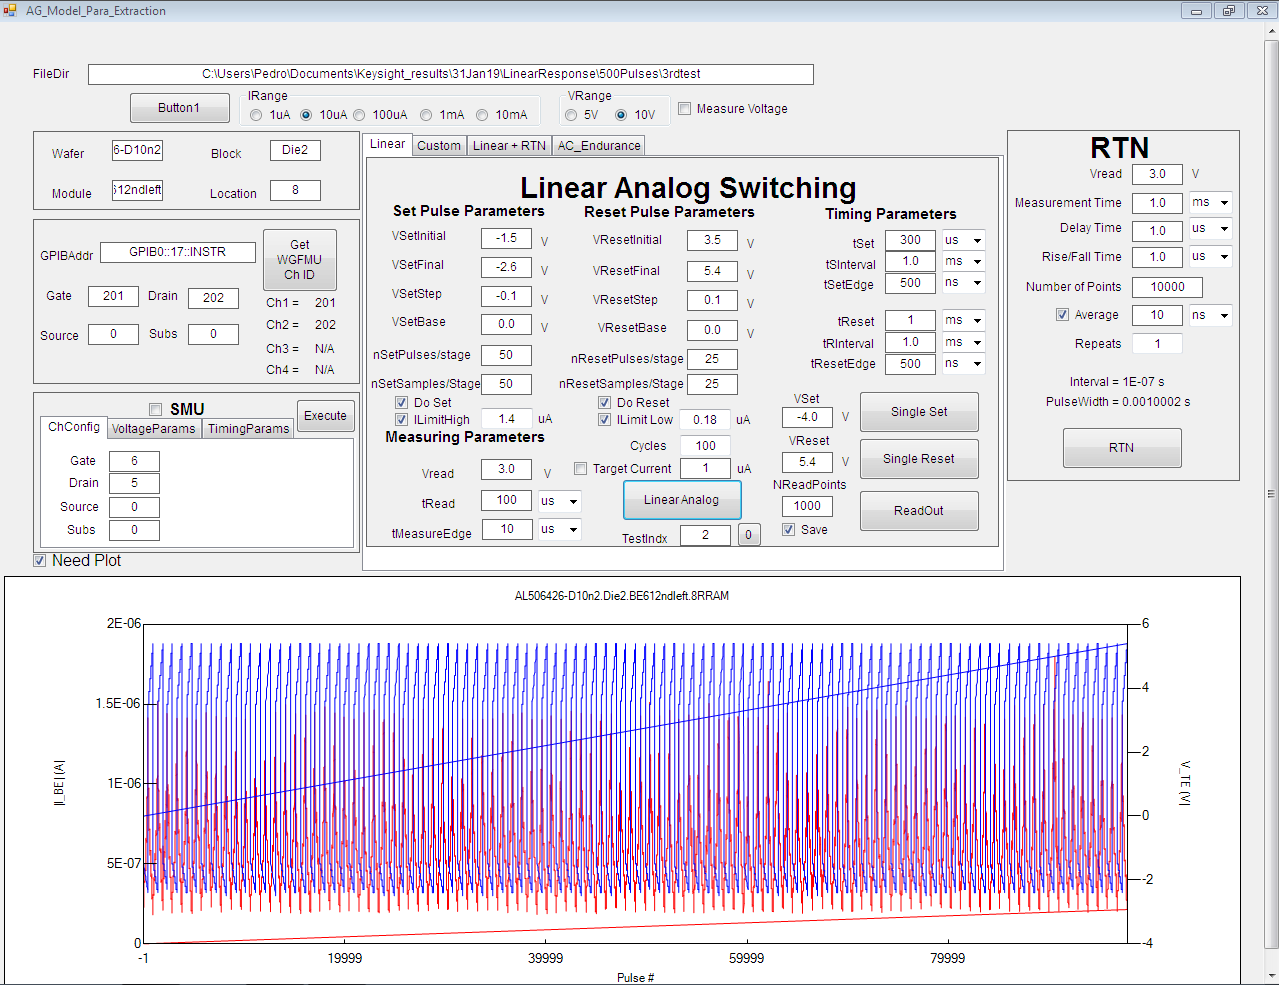 AG_Model_Para_Extraction
FileDir C:\Users\Pedro\Documents\Keysight_results\31Jan19\LinearResponse\500Pulses\3rdtest
Button1
IRange
1uA 10uA 100uA 1mA 10mA
VRange
5V 10V
Measure Voltage
Wafer 6-D10n2 Block Die2
Module 612ndleft Location 8
GPIBAddr GPIB0::17::INSTR
Get
WGFMU
Ch ID
Gate 201 Drain 202
Source 0 Subs 0
Ch1 = 201
Ch2 = 202
Ch3 = N/A
Ch4 = N/A
SMU
Execute
ChConfig VoltageParams TimingParams
Gate 6
Drain 5
Source 0
Subs 0
Need Plot
Linear Custom Linear + RTN AC_Endurance
Linear Analog Switching
Set Pulse Parameters
VSetInitial -1.5 V
VSetFinal -2.6 V
VSetStep -0.1 V
VSetBase 0.0 V
nSetPulses/stage 50
nSetSamples/Stage 50
Do Set
ILimitHigh 1.4 uA
Measuring Parameters
Vread 3.0 V
tRead 100 us
tMeasureEdge 10 us
Reset Pulse Parameters
VResetInitial 3.5 V
VResetFinal 5.4 V
VResetStep 0.1 V
VResetBase 0.0 V
nResetPulses/stage 25
nResetSamples/Stage 25
Do Reset
ILimit Low 0.18 uA
Cycles 100
Target Current 1 uA
Linear Analog
TestIndx 2 0
Timing Parameters
tSet 300 us
tSInterval 1.0 ms
tSetEdge 500 ns
tReset 1 ms
tRInterval 1.0 ms
tResetEdge 500 ns
VSet
-4.0 V
Single Set
VReset
5.4 V
Single Reset
NReadPoints
1000
ReadOut
Save
RTN
Vread 3.0 V
Measurement Time 1.0 ms
Delay Time 1.0 us
Rise/Fall Time 1.0 us
Number of Points 10000
Average 10 ns
Repeats 1
Interval = 1E-07 s
PulseWidth = 0.0010002 s
RTN
AL506426-D10n2.Die2.BE612ndleft.8RRAM
2E-06
1.5E-06
1E-06
5E-07
0
|I_BE| (A)
6
4
2
0
-2
-4
V_TE (V)
-1 19999 39999 59999 79999
Pulse #